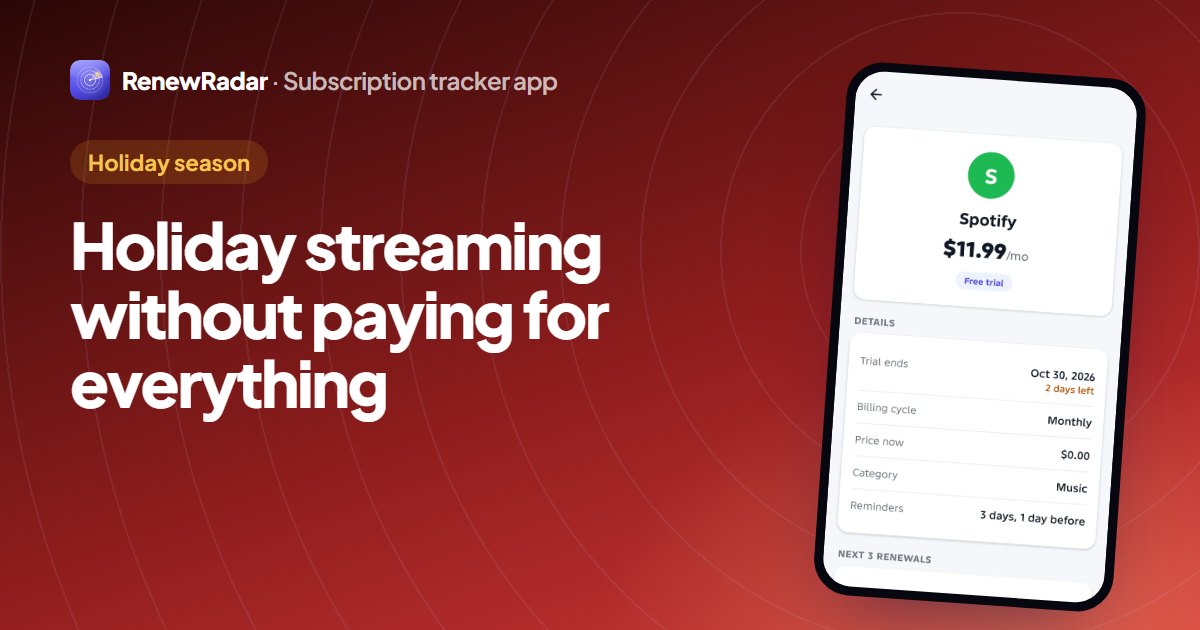 RenewRadar · Subscription tracker app
Holiday season
Holiday streaming
without paying for
everything
S
Spotify
$11.99/mo
Free trial
DETAILS
Trial ends
Oct 30, 2026
2 days left
Billing cycle
Monthly
Price now
$0.00
Category
Music
Reminders
3 days, 1 day before
NEXT 3 RENEWALS